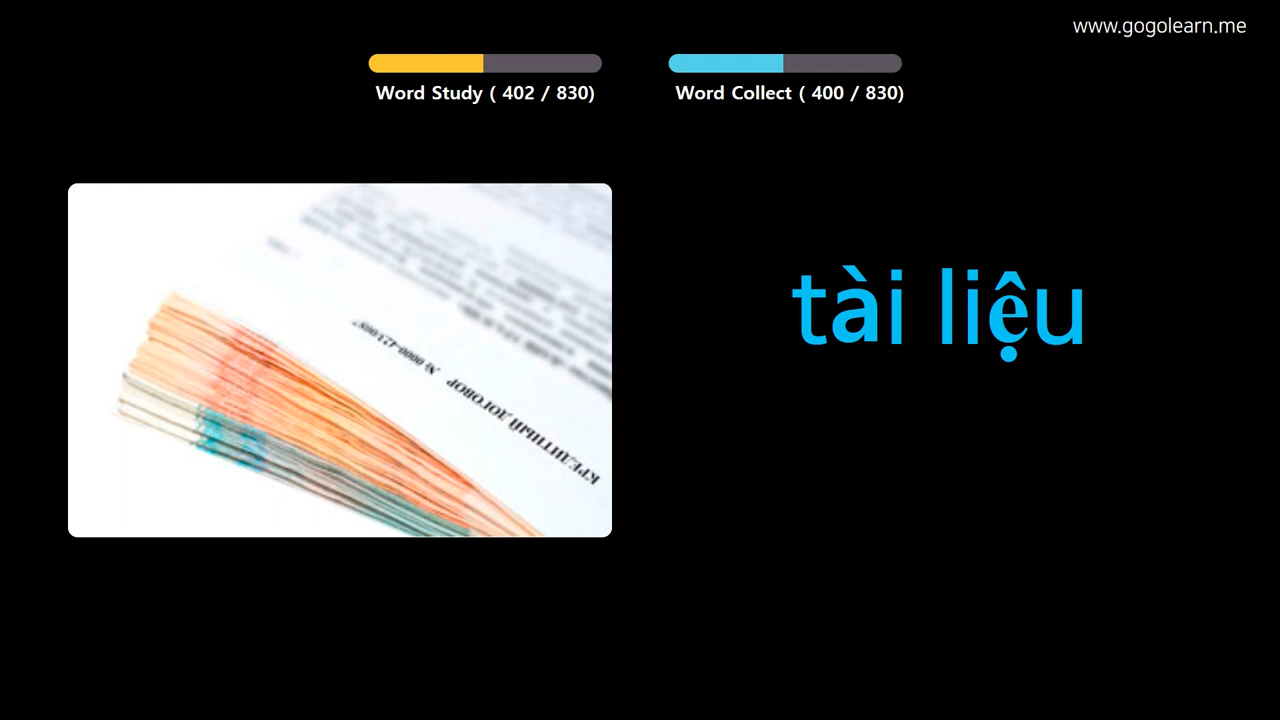 www.gogolearn.me
Word Study ( 402 / 830)
Word Collect ( 400 / 830)
tài liệu
КРЕДИТНЫЙ ДОГОВОР